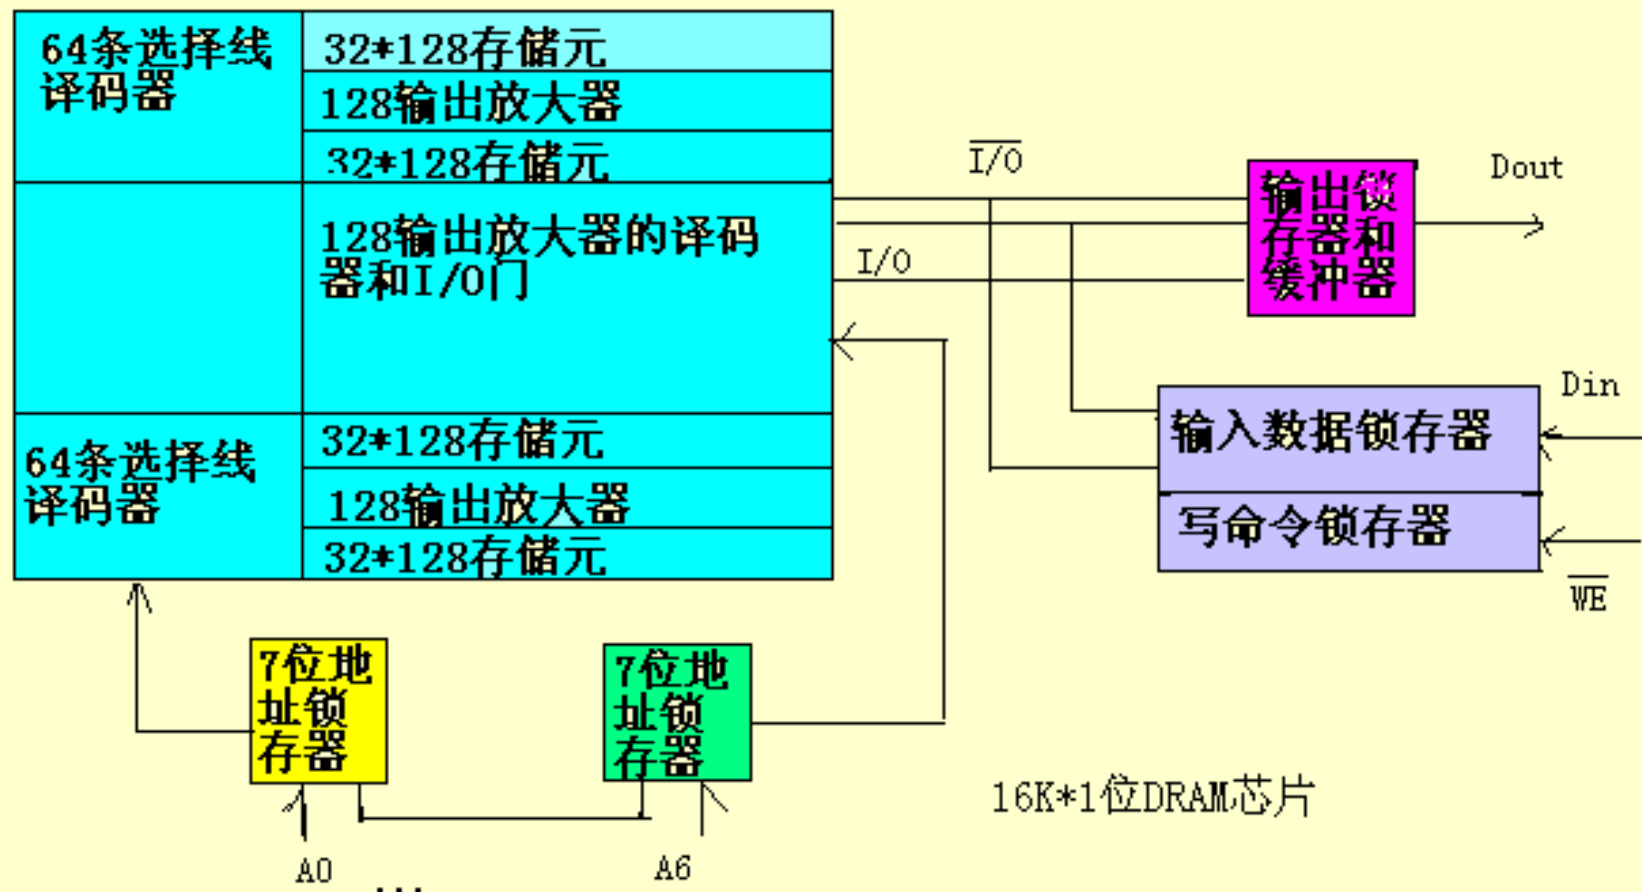 64条选择线
译码器
32*128存储元
128输出放大器
32*128存储元
128输出放大器的译码
器和I/O门
64条选择线
译码器
32*128存储元
128输出放大器
32*128存储元
I/O
I/O
输出锁
存器和
缓冲器
Dout
Din
输入数据锁存器
写命令锁存器
WE
7位地
址锁
存器
7位地
址锁
存器
A0
...
A6
16K*1位DRAM芯片